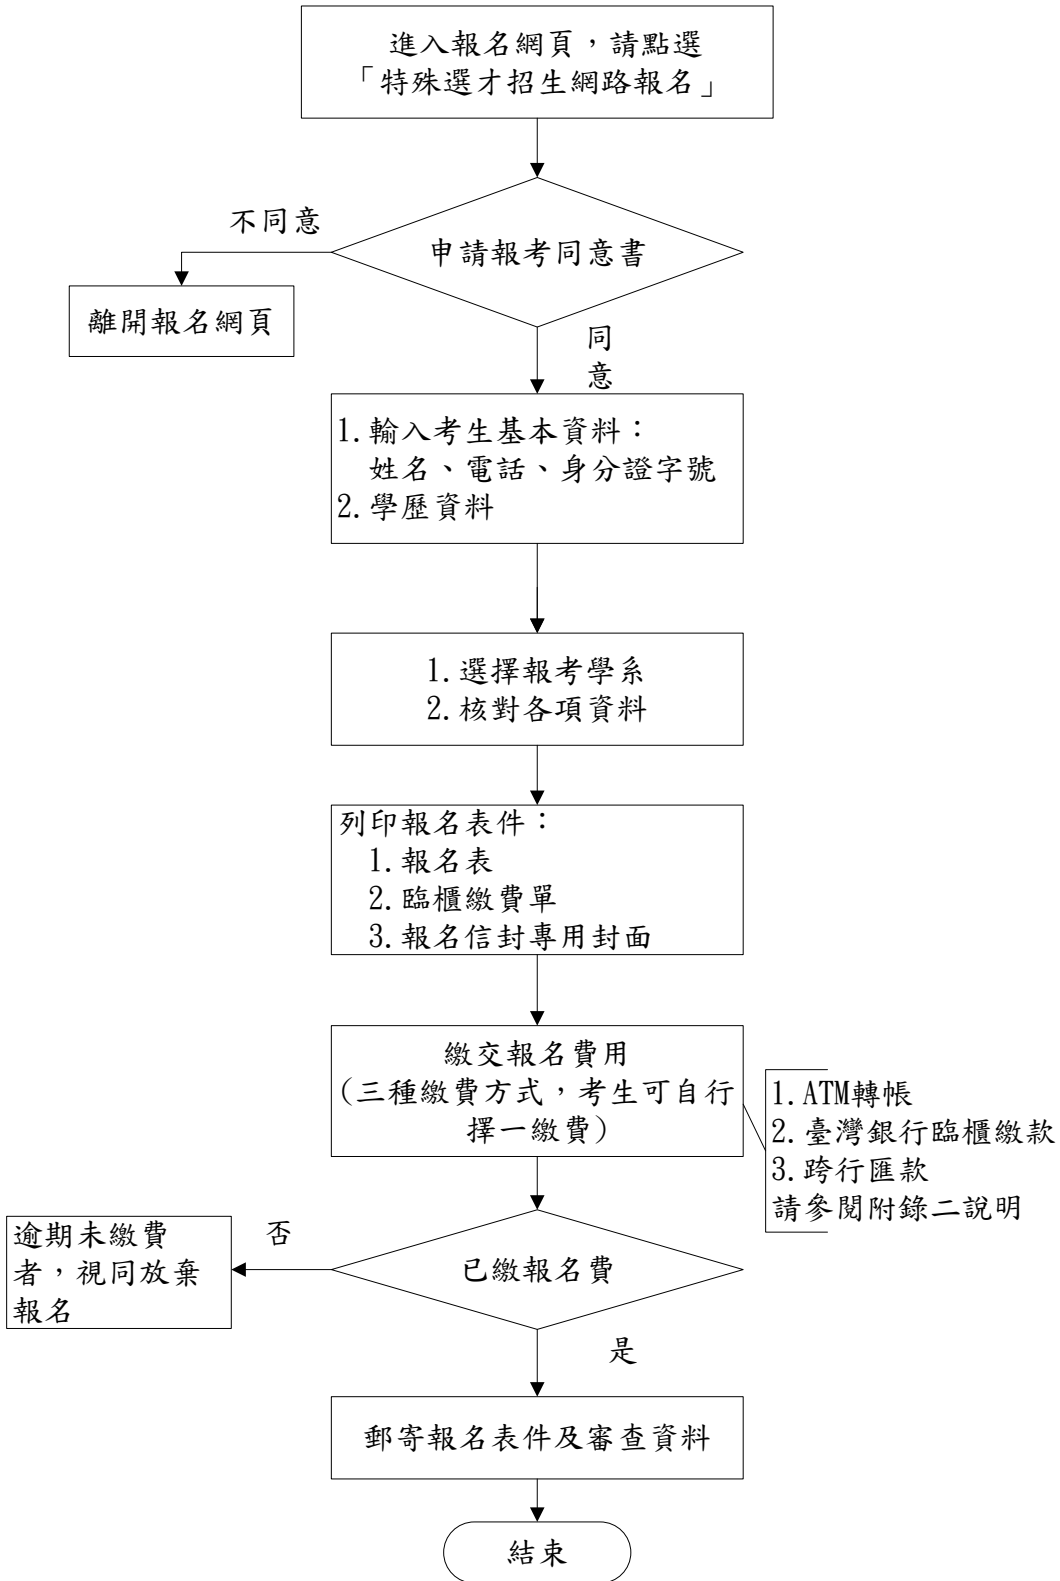 進入報名網頁，請點選
「特殊選才招生網路報名」
不同意
申請報考同意書
離開報名網頁
同
意
1.輸入考生基本資料：
姓名、電話、身分證字號
2.學歷資料
1.選擇報考學系
2.核對各項資料
列印報名表件：
1.報名表
2.臨櫃繳費單
3.報名信封專用封面
繳交報名費用
(三種繳費方式，考生可自行
擇一繳費)
1.ATM轉帳
2.臺灣銀行臨櫃繳款
3.跨行匯款
請參閱附錄二說明
否
逾期未繳費
者，視同放棄
報名
已繳報名費
是
郵寄報名表件及審查資料
結束